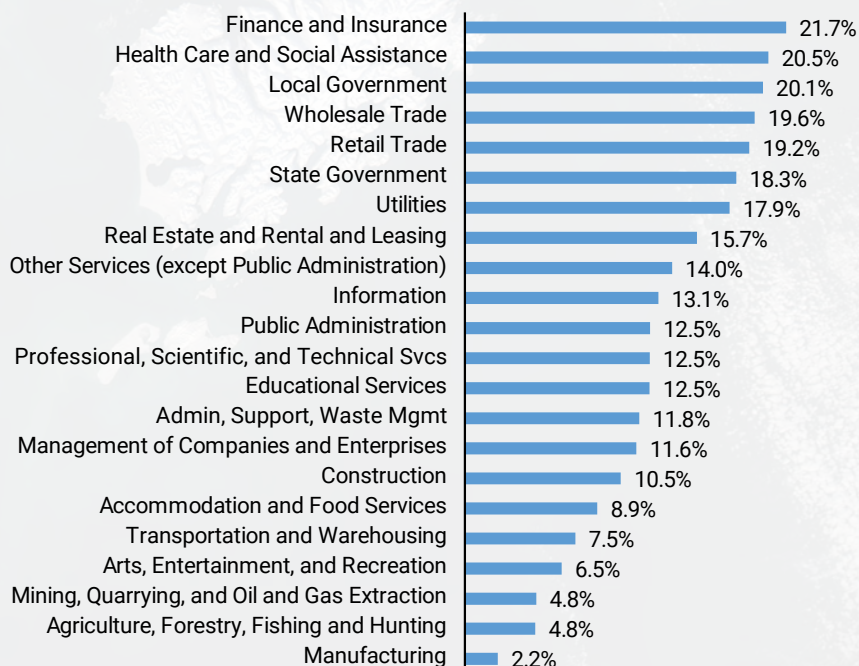 Finance and Insurance 21.7%
Health Care and Social Assistance 20.5%
Local Government 20.1%
Wholesale Trade 19.6%
Retail Trade 19.2%
State Government 18.3%
Utilities 17.9%
Real Estate and Rental and Leasing 15.7%
Other Services (except Public Administration) 14.0%
Information 13.1%
Public Administration 12.5%
Professional, Scientific, and Technical Svcs 12.5%
Educational Services 12.5%
Admin, Support, Waste Mgmt 11.8%
Management of Companies and Enterprises 11.6%
Construction 10.5%
Accommodation and Food Services 8.9%
Transportation and Warehousing 7.5%
Arts, Entertainment, and Recreation 6.5%
Mining, Quarrying, and Oil and Gas Extraction 4.8%
Agriculture, Forestry, Fishing and Hunting 4.8%
Manufacturing 2.2%